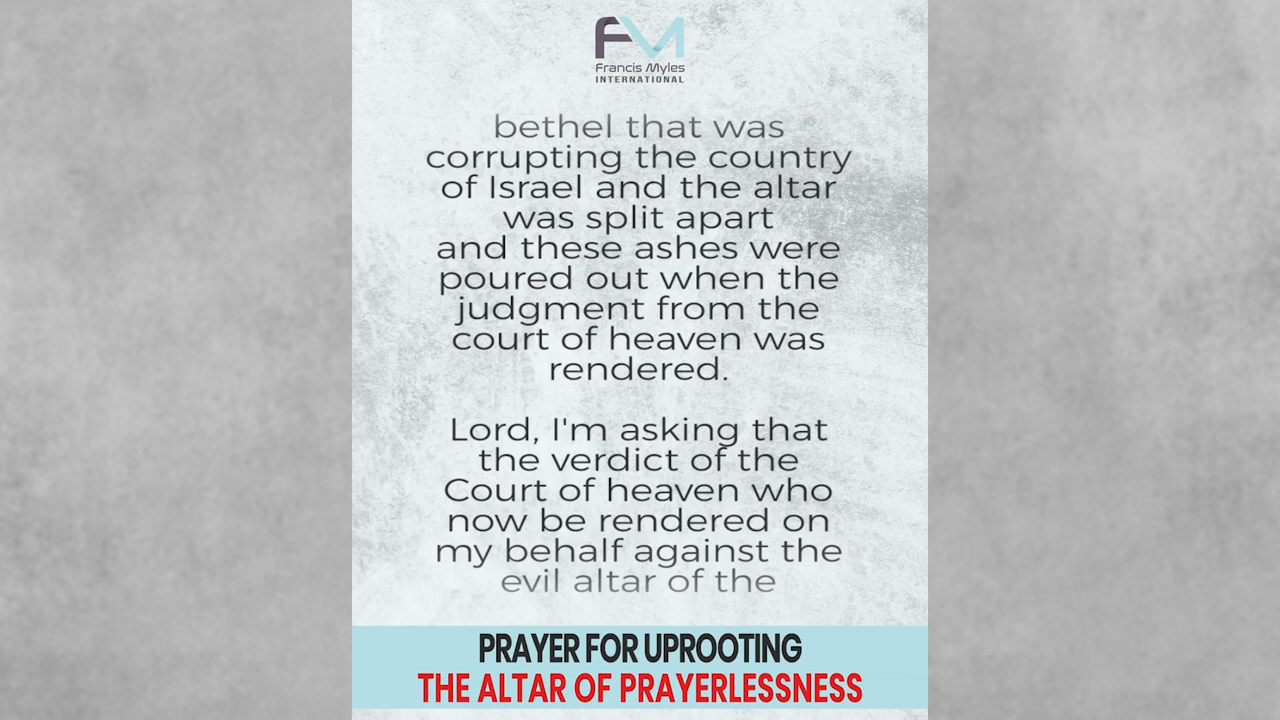 FM
Francis Myles
INTERNATIONAL
bethel that was
corrupting the country
of Israel and the altar
was split apart
and these ashes were
poured out when the
judgment from the
court of heaven was
rendered.
Lord, I'm asking that
the verdict of the
Court of heaven who
now be rendered on
my behalf against the
evil altar of the
PRAYER FOR UPROOTING
THE ALTAR OF PRAYERLESSNESS